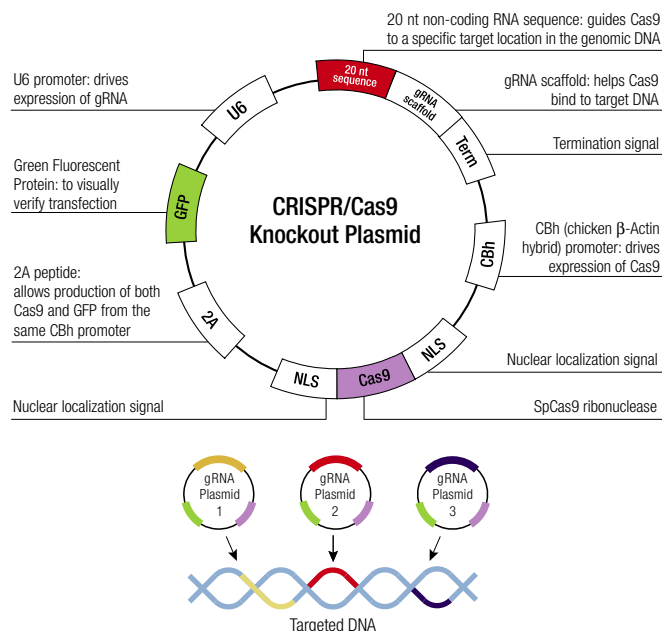 20 nt non-coding RNA sequence: guides Cas9
to a specific target location in the genomic DNA
U6 promoter: drives
expression of gRNA
gRNA scaffold: helps Cas9
bind to target DNA
Termination signal
Green Fluorescent
Protein: to visually
verify transfection
CBh (chicken β-Actin
hybrid) promoter: drives
expression of Cas9
2A peptide:
allows production of both
Cas9 and GFP from the
same CBh promoter
Nuclear localization signal
Nuclear localization signal
SpCas9 ribonuclease
CRISPR/Cas9
Knockout Plasmid
20 nt
sequence
gRNA
scaffold
Term
CBh
NLS
Cas9
NLS
2A
GFP
U6
gRNA
Plasmid
1
gRNA
Plasmid
2
gRNA
Plasmid
3
Targeted DNA